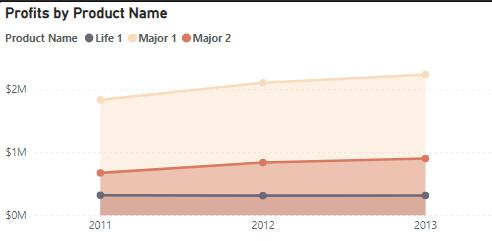 Profits by Product Name
Product Name Life 1 Major 1 Major 2
$2M
$1M
$0M
2011 2012 2013